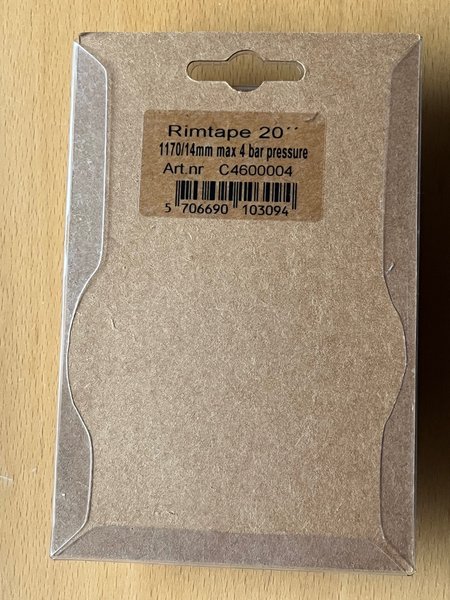 Rimtape 20´´
1170/14mm max 4 bar pressure
Art.nr C4600004
5 706690 103094